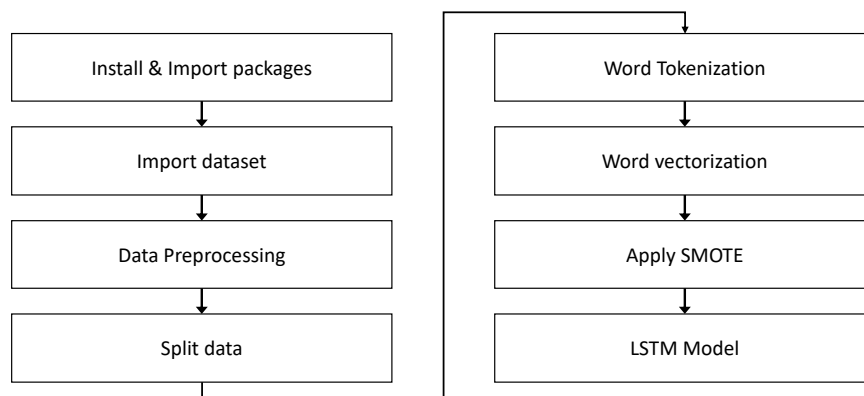 Install & Import packages
Import dataset
Data Preprocessing
Split data
Word Tokenization
Word vectorization
Apply SMOTE
LSTM Model